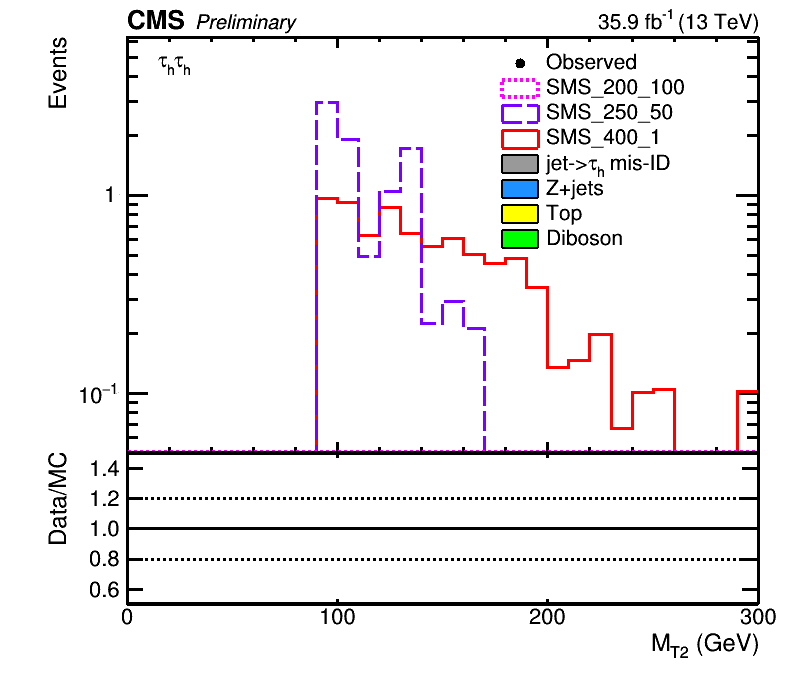 CMS Preliminary 35.9 fb⁻¹ (13 TeV)
Events
τₕτₕ
Observed
SMS_200_100
SMS_250_50
SMS_400_1
jet->τₕ mis-ID
Z+jets
Top
Diboson
1
10⁻¹
Data/MC
1.4
1.2
1.0
0.8
0.6
0 100 200 300
M_T2 (GeV)